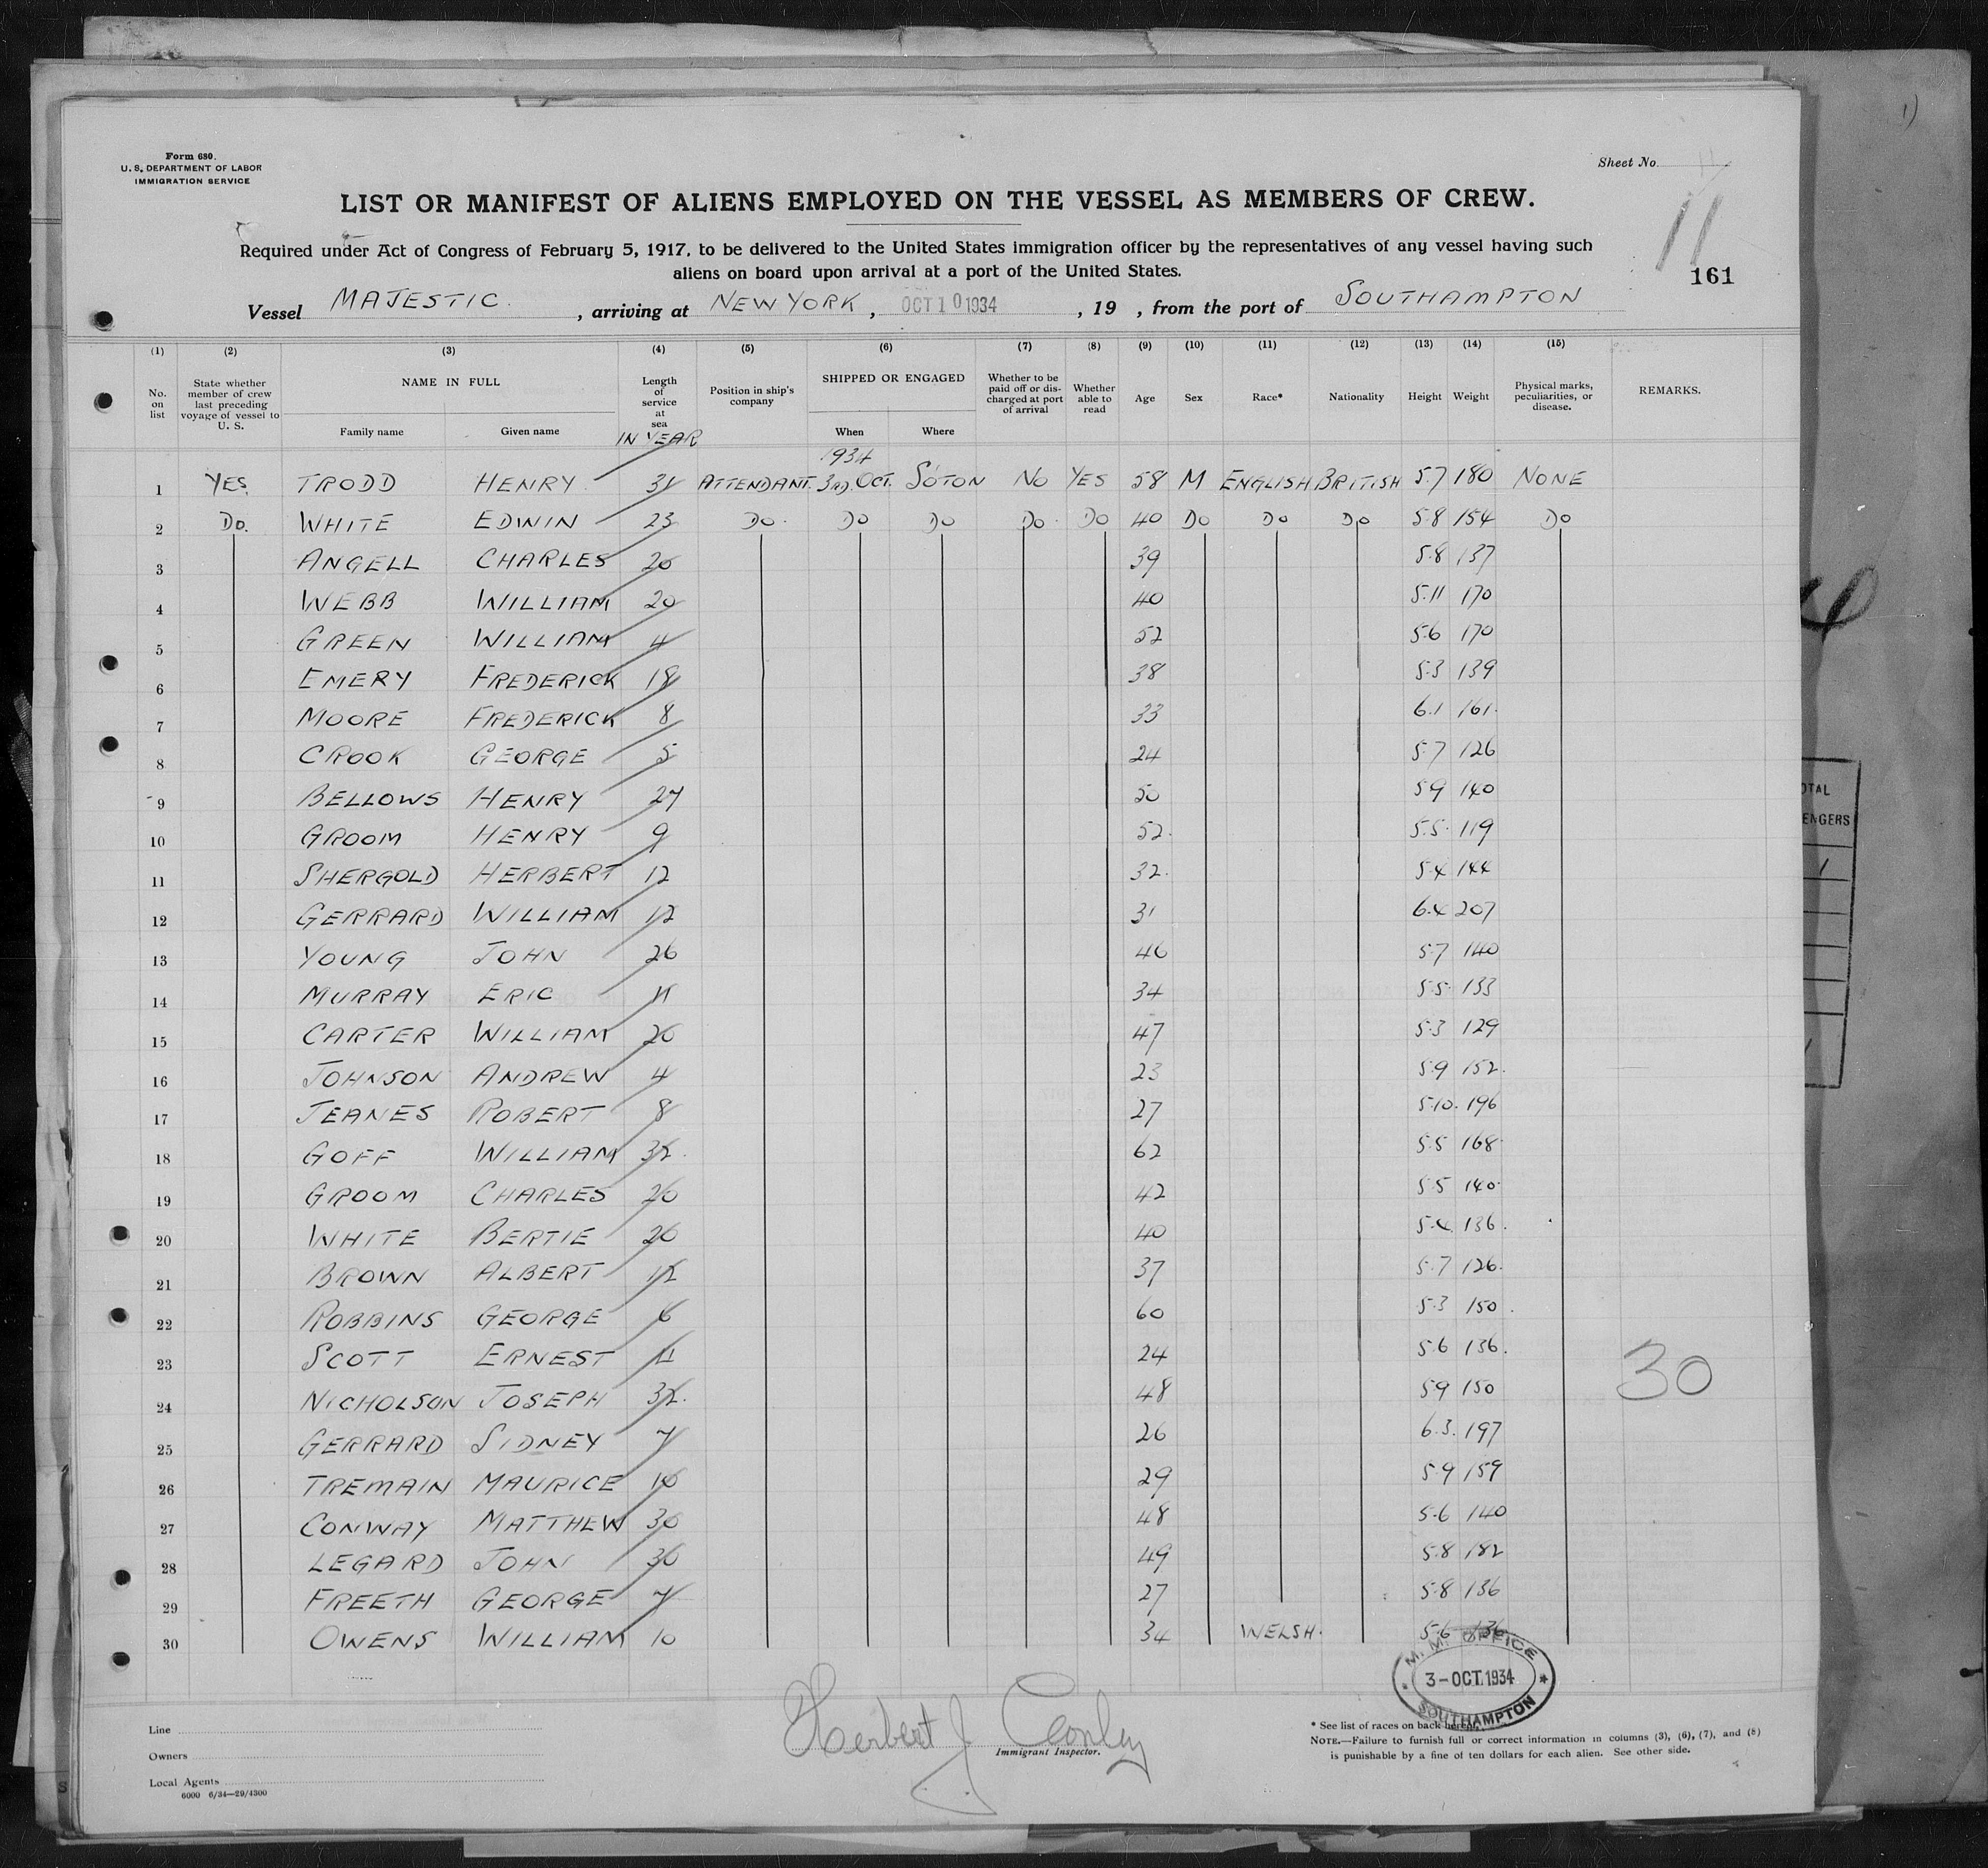 Form 680.
U. S. DEPARTMENT OF LABOR
IMMIGRATION SERVICE
Sheet No. 11
11
LIST OR MANIFEST OF ALIENS EMPLOYED ON THE VESSEL AS MEMBERS OF CREW.
Required under Act of Congress of February 5, 1917, to be delivered to the United States immigration officer by the representatives of any vessel having such
aliens on board upon arrival at a port of the United States.
161
Vessel MAJESTIC. , arriving at NEW YORK , OCT 10 1934 , 19 , from the port of SOUTHAMPTON
(1) (2) (3) (4) (5) (6) (7) (8) (9) (10) (11) (12) (13) (14) (15)
No. on list State whether member of crew last preceding voyage of vessel to U. S. NAME IN FULL Family name Given name Length of service at sea IN YEAR Position in ship's company SHIPPED OR ENGAGED When Where Whether to be paid off or discharged at port of arrival Whether able to read Age Sex Race* Nationality Height Weight Physical marks, peculiarities, or disease. REMARKS.
1934
1 YES. TRODD HENRY 31 ATTENDANT. 3RD. OCT. SOTON NO YES 58 M ENGLISH BRITISH 5.7 180 NONE
2 DO. WHITE EDWIN 23 DO. DO DO DO. DO 40 DO DO DO 5.8 154 DO
3 ANGELL CHARLES 20 39 5.8 137
4 WEBB WILLIAM 20 40 5.11 170
5 GREEN WILLIAM 4 52 5.6 170
6 EMERY FREDERICK 18 38 5.3 139
7 MOORE FREDERICK 8 33 6.1 161.
8 CROOK GEORGE 5 24 5.7 126
9 BELLOWS HENRY 27 50 5.9 140
10 GROOM HENRY 9 52. 5.5. 119
11 SHERGOLD HERBERT 12 32. 5.4 144
12 GERRARD WILLIAM 12 31 6.4 207
13 YOUNG JOHN 26 46 5.7 140
14 MURRAY ERIC 11 34 5.5. 133
15 CARTER WILLIAM 20 47 5.3 129
16 JOHNSON ANDREW 4 23 5.9 152.
17 JEANES ROBERT 8 27 5.10. 196
18 GOFF WILLIAM 32. 62 5.5 168
19 GROOM CHARLES 20 42 5.5 140.
20 WHITE BERTIE 20 40 5.4. 136.
21 BROWN ALBERT 12 37 5.7 126.
22 ROBBINS GEORGE 6 60 5.3 150.
23 SCOTT ERNEST 4 24 5.6 136.
30
24 NICHOLSON JOSEPH 32. 48 5.9 150
25 GERRARD SIDNEY 7 26 6.3. 197
26 TREMAIN MAURICE 10 29 5.9 159
27 CONWAY MATTHEW 30 48 5.6 140
28 LEGARD JOHN 30 49 5.8 182
29 FREETH GEORGE 7 27 5.8 136
30 OWENS WILLIAM 10 34 WELSH. 5.6 136
M. M. OFFICE
3-OCT.1934
SOUTHAMPTON
Herbert J Conley
Immigrant Inspector.
Line
Owners
Local Agents
6000 6/34—29/4300
* See list of races on back hereof.
NOTE.—Failure to furnish full or correct information in columns (3), (6), (7), and (8)
is punishable by a fine of ten dollars for each alien. See other side.